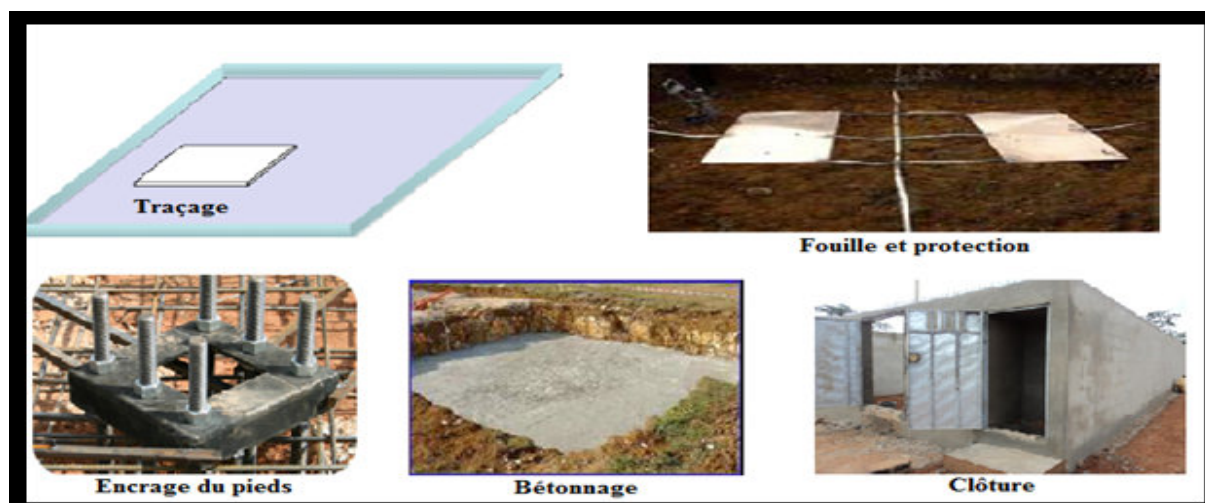 Traçage
Fouille et protection
Encrage du pieds
Bétonnage
Clôture